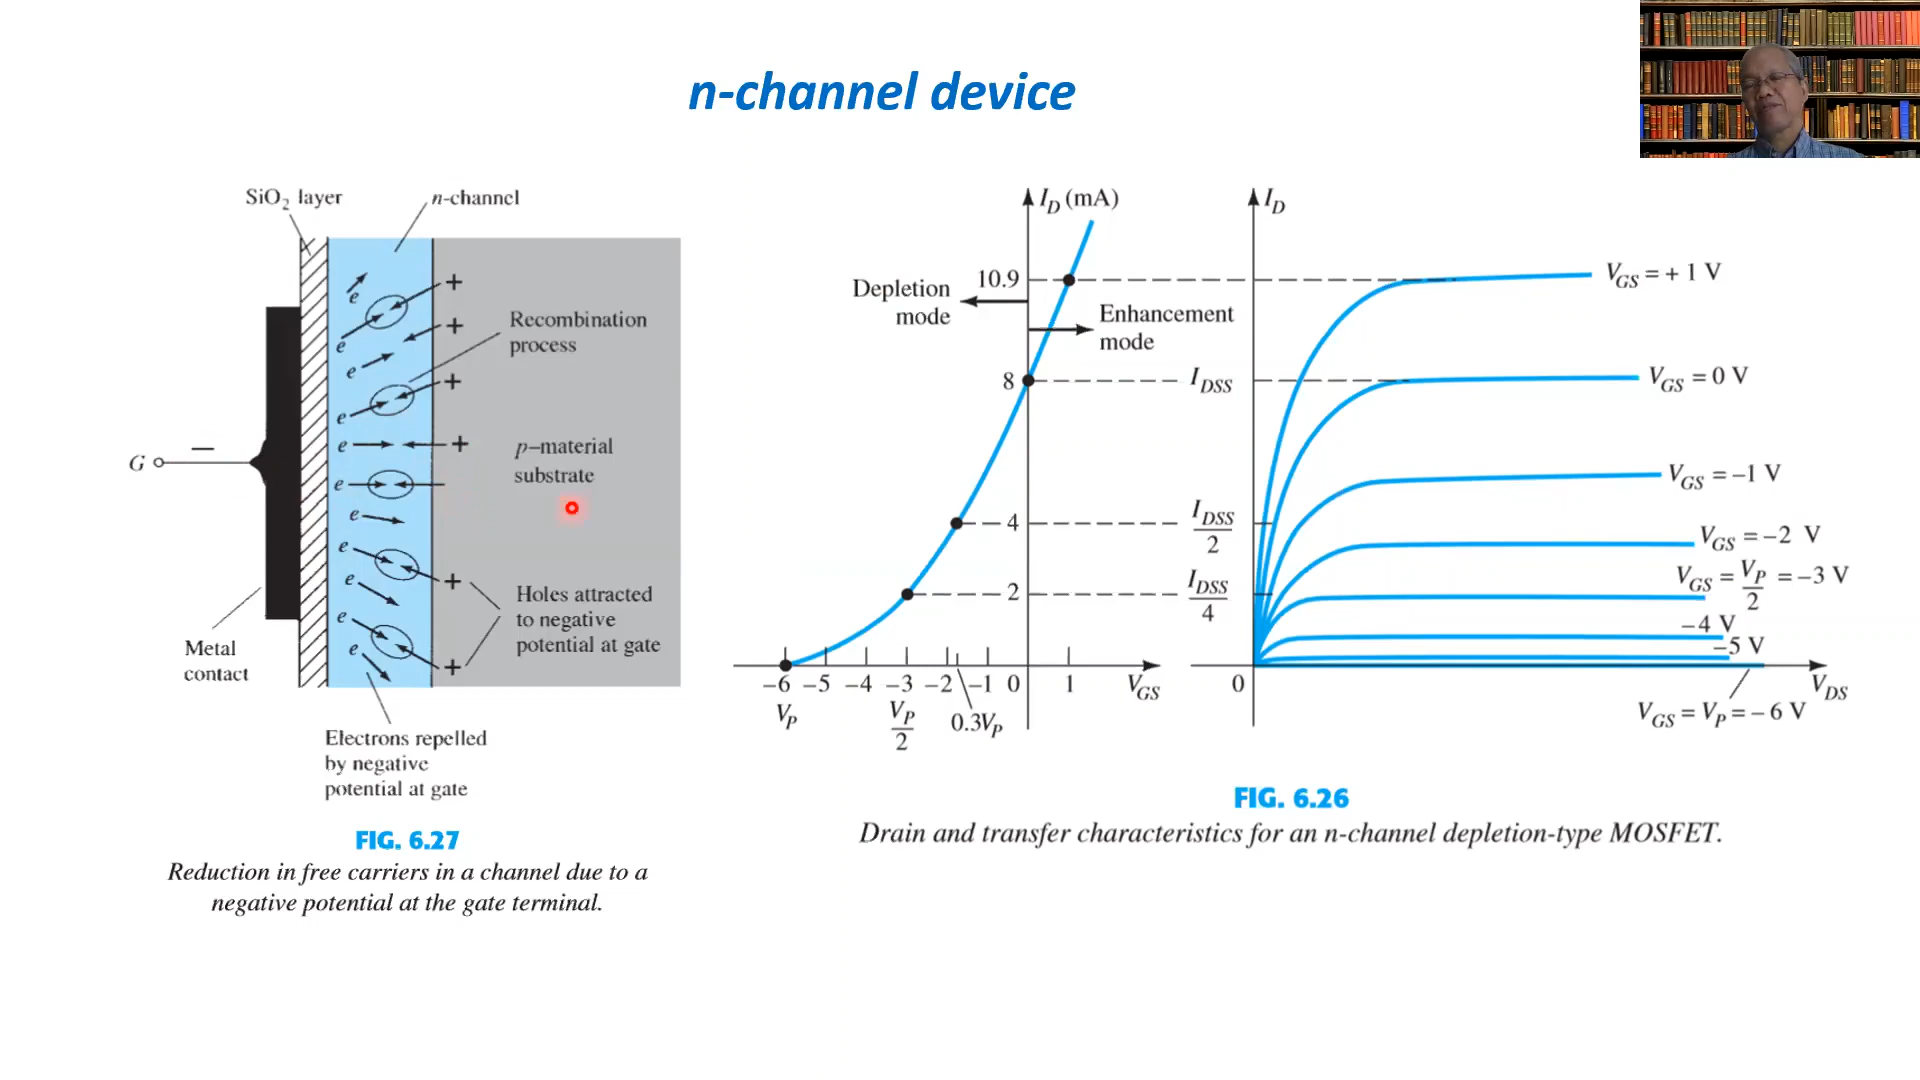 n-channel device
SiO₂ layer
n-channel
Recombination
process
G
−
p–material
substrate
Holes attracted
to negative
potential at gate
Metal
contact
Electrons repelled
by negative
potential at gate
e
e
e
e
e
e
e
e
e
e
e
+
+
+
+
+
+
FIG. 6.27
Reduction in free carriers in a channel due to a
negative potential at the gate terminal.
I_D (mA)
10.9
Depletion
mode
Enhancement
mode
8
4
2
−6 −5 −4 −3 −2 −1 0 1 V_GS
V_P
V_P
2
0.3V_P
I_D
I_DSS
I_DSS
2
I_DSS
4
V_GS = + 1 V
V_GS = 0 V
V_GS = −1 V
V_GS = −2 V
V_GS = V_P/2 = −3 V
−4 V
−5 V
0
V_DS
V_GS = V_P = − 6 V
FIG. 6.26
Drain and transfer characteristics for an n-channel depletion-type MOSFET.